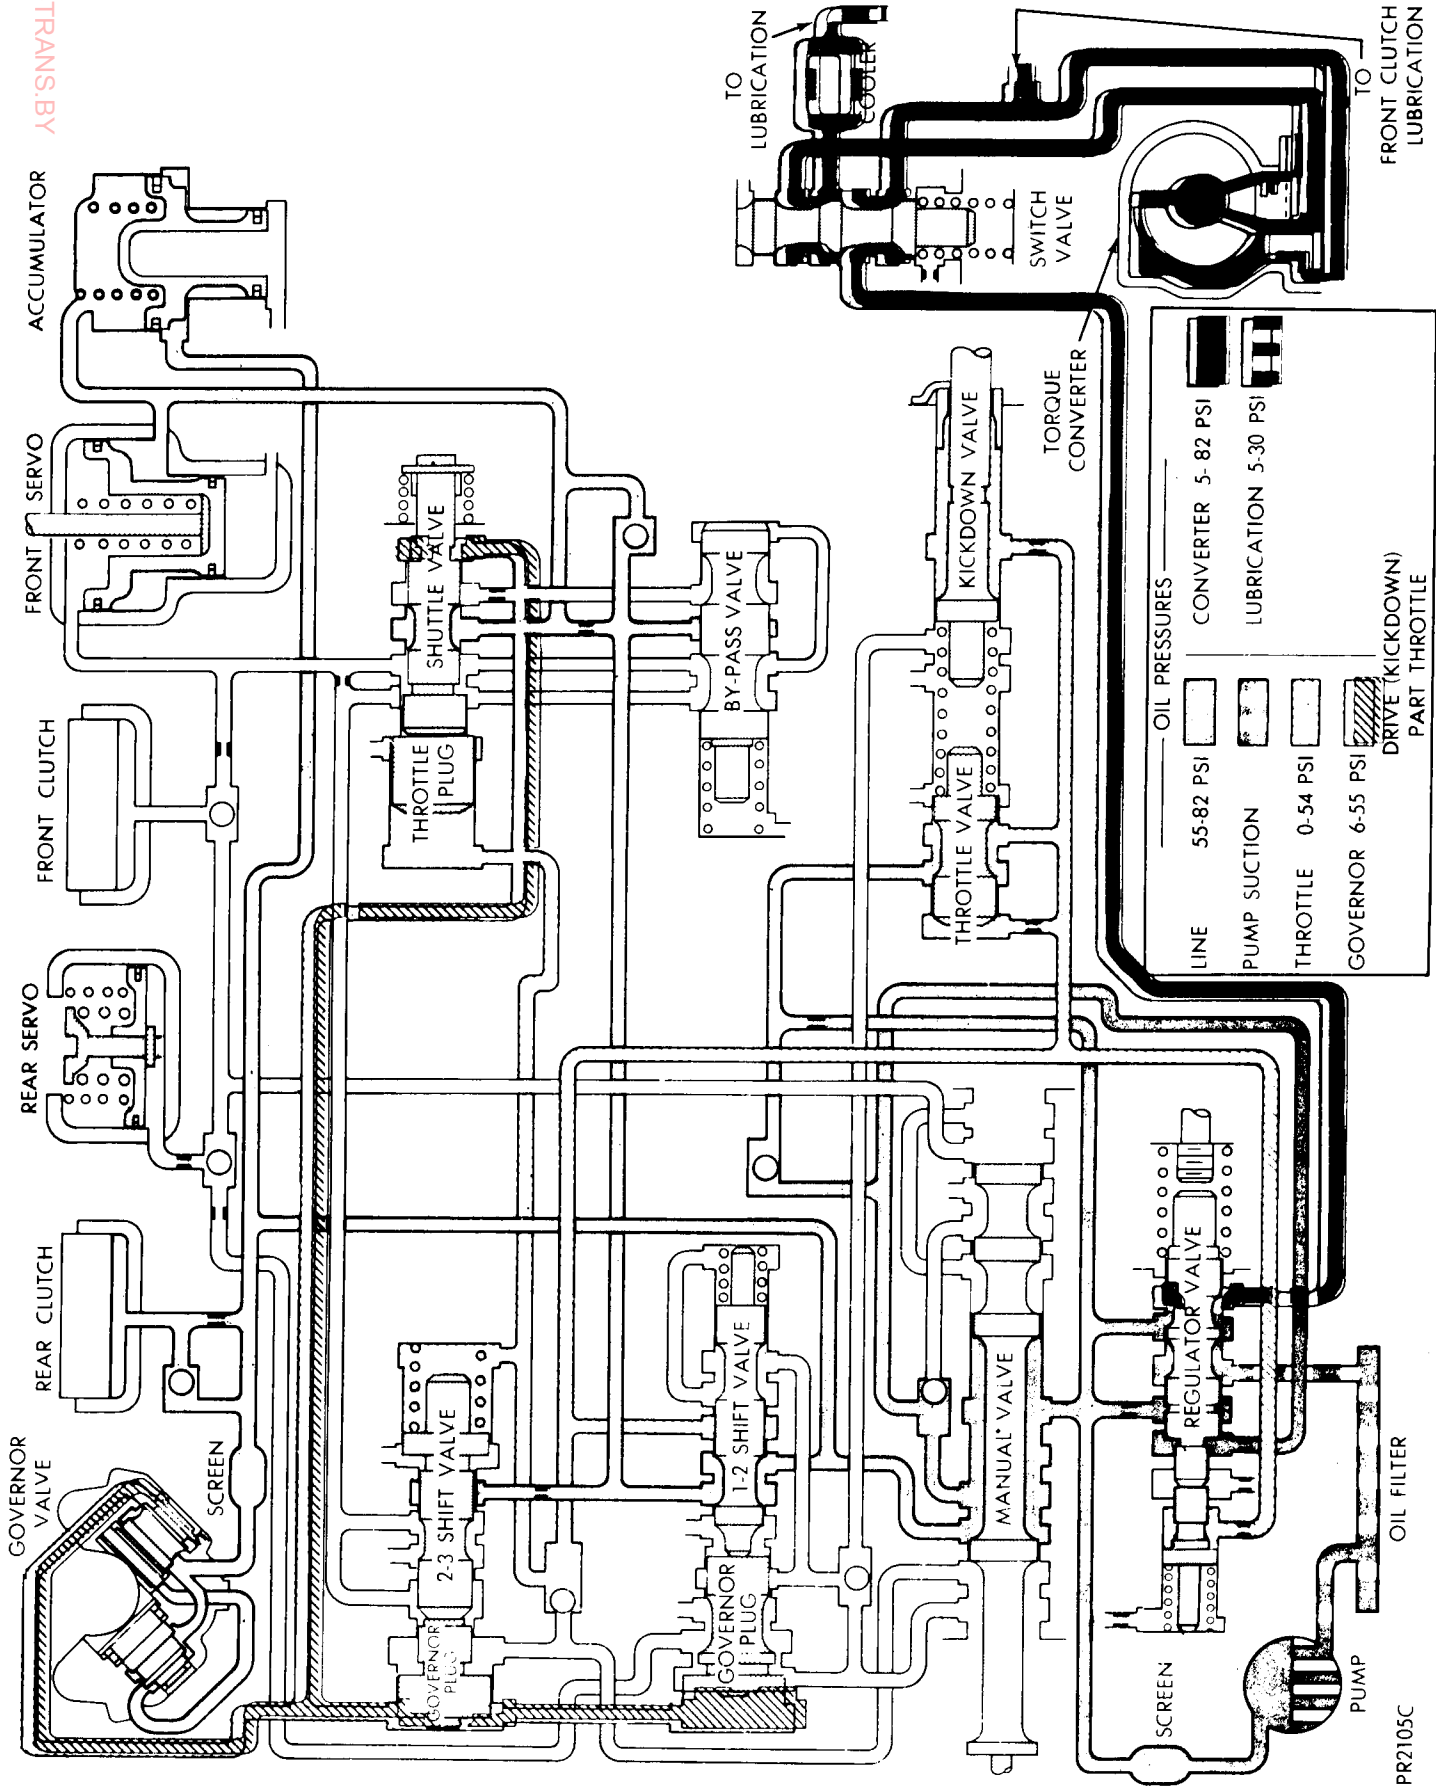 TRANS.BY
GOVERNOR
VALVE
SCREEN
REAR CLUTCH
REAR SERVO
FRONT CLUTCH
FRONT SERVO
ACCUMULATOR
2-3 SHIFT VALVE
GOVERNOR
PLUG
THROTTLE
PLUG
SHUTTLE VALVE
1-2 SHIFT VALVE
GOVERNOR
PLUG
BY-PASS VALVE
MANUAL VALVE
THROTTLE VALVE
KICKDOWN VALVE
TO
LUBRICATION
COOLER
SWITCH
VALVE
TORQUE
CONVERTER
TO
FRONT CLUTCH
LUBRICATION
SCREEN
REGULATOR VALVE
PUMP
OIL FILTER
OIL PRESSURES
LINE 55-82 PSI
PUMP SUCTION
THROTTLE 0-54 PSI
GOVERNOR 6-55 PSI
CONVERTER 5-82 PSI
LUBRICATION 5-30 PSI
DRIVE (KICKDOWN)
PART THROTTLE
PR2105C